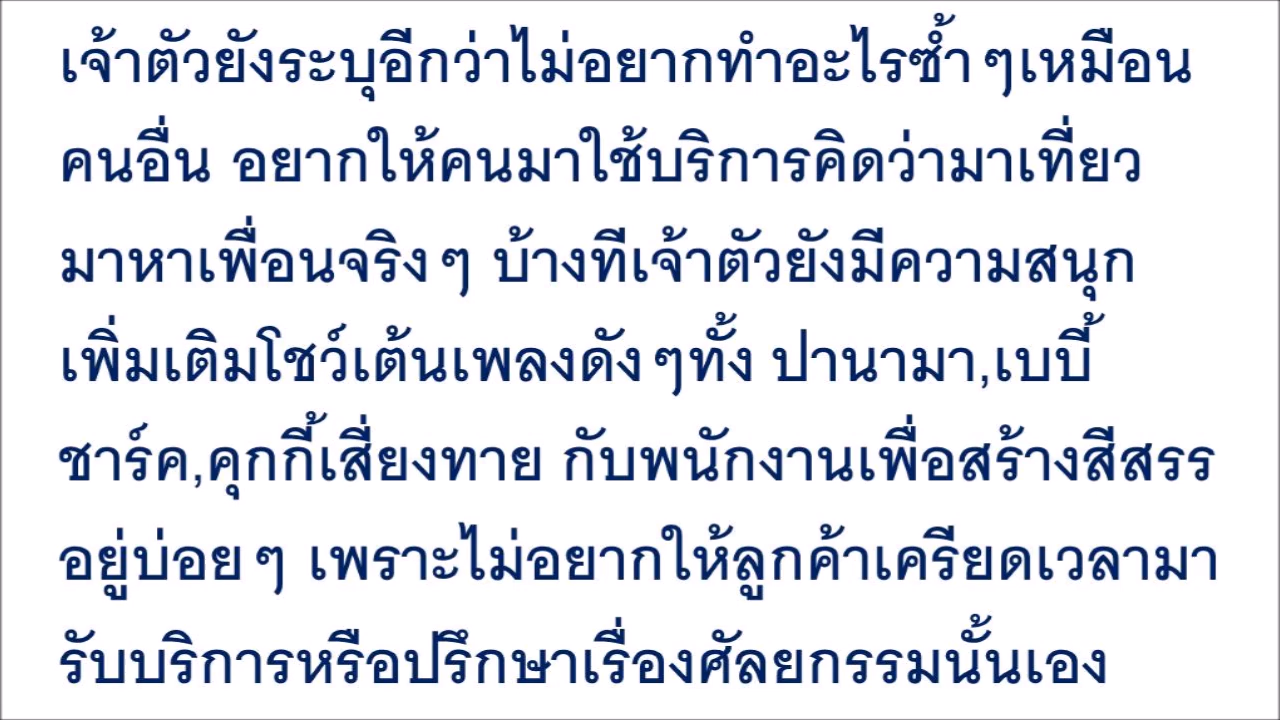 เจ้าตัวยังระบุอีกว่าไม่อยากทำอะไรซ้ำๆเหมือน
คนอื่น อยากให้คนมาใช้บริการคิดว่ามาเที่ยว
มาหาเพื่อนจริงๆ บ้างทีเจ้าตัวยังมีความสนุก
เพิ่มเติมโชว์เต้นเพลงดังๆทั้ง ปานามา,เบบี้
ชาร์ค,คุกกี้เสี่ยงทาย กับพนักงานเพื่อสร้างสีสรร
อยู่บ่อยๆ เพราะไม่อยากให้ลูกค้าเครียดเวลามา
รับบริการหรือปรึกษาเรื่องศัลยกรรมนั้นเอง